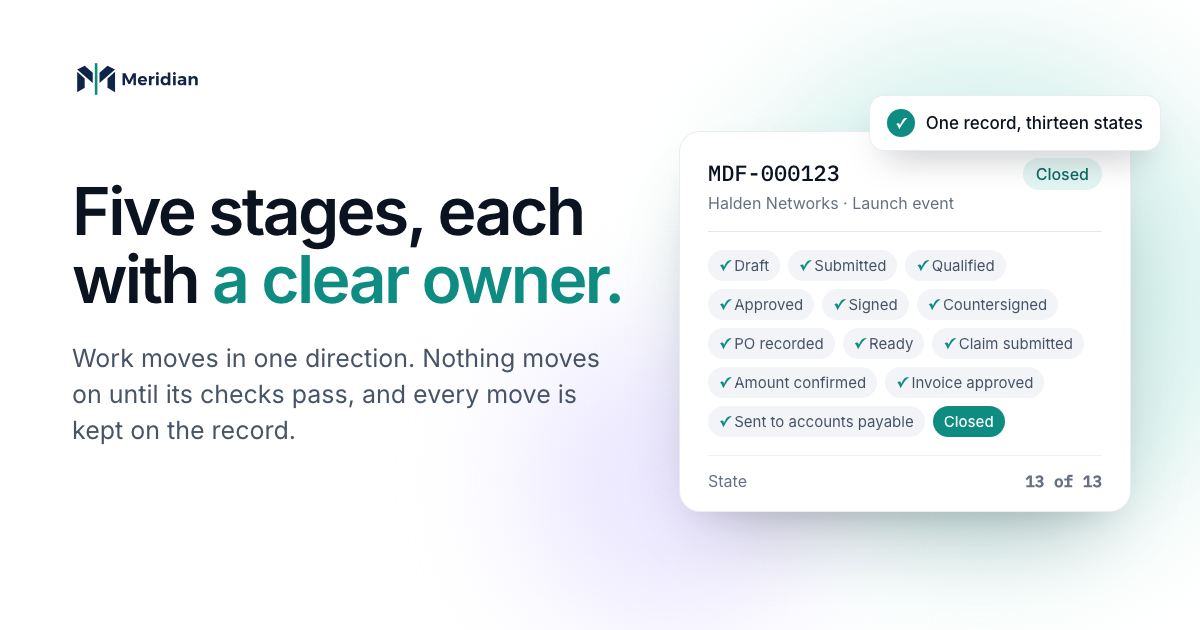 Meridian
Five stages, each
with a clear owner.
Work moves in one direction. Nothing moves
on until its checks pass, and every move is
kept on the record.
One record, thirteen states
MDF-000123
Closed
Halden Networks · Launch event
✓ Draft ✓ Submitted ✓ Qualified
✓ Approved ✓ Signed ✓ Countersigned
✓ PO recorded ✓ Ready ✓ Claim submitted
✓ Amount confirmed ✓ Invoice approved
✓ Sent to accounts payable Closed
State 13 of 13